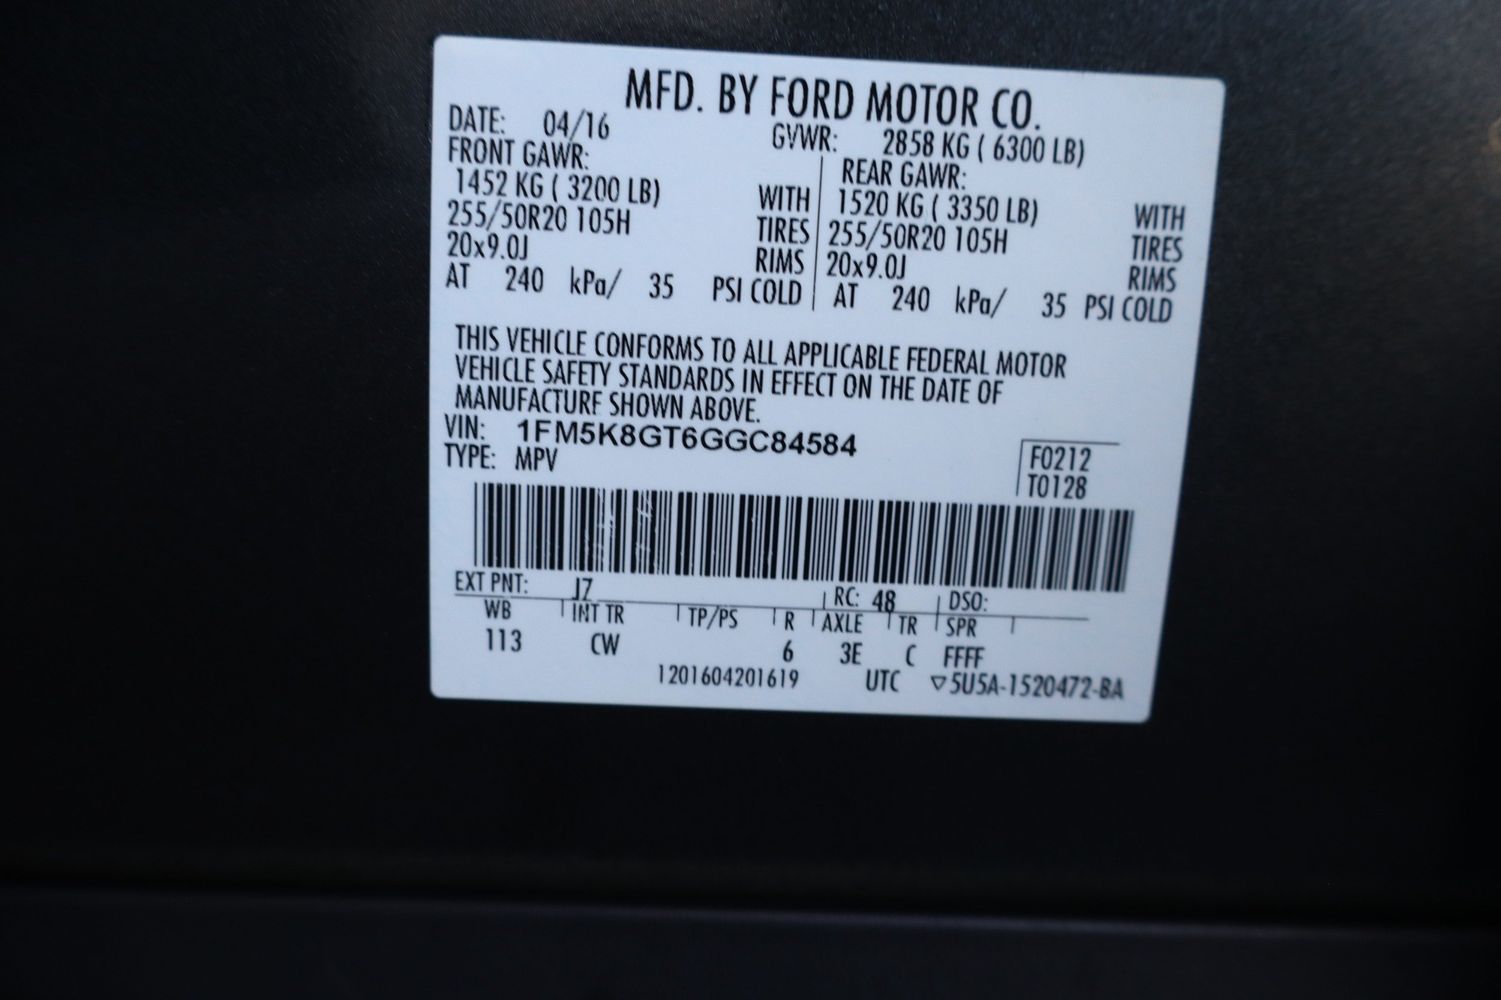 MFD. BY FORD MOTOR CO.
DATE: 04/16 GVWR: 2858 KG ( 6300 LB)
FRONT GAWR: REAR GAWR:
1452 KG ( 3200 LB) WITH 1520 KG ( 3350 LB) WITH
255/50R20 105H TIRES 255/50R20 105H TIRES
20x9.0J RIMS 20x9.0J RIMS
AT 240 kPa/ 35 PSI COLD AT 240 kPa/ 35 PSI COLD
THIS VEHICLE CONFORMS TO ALL APPLICABLE FEDERAL MOTOR
VEHICLE SAFETY STANDARDS IN EFFECT ON THE DATE OF
MANUFACTURE SHOWN ABOVE.
VIN: 1FM5K8GT6GGC84584
TYPE: MPV
F0212
T0128
EXT PNT: J7 RC: 48 DSO:
WB INT TR TP/PS R AXLE TR SPR
113 CW 6 3E C FFFF
1201604201619 UTC ▽5U5A-1520472-BA